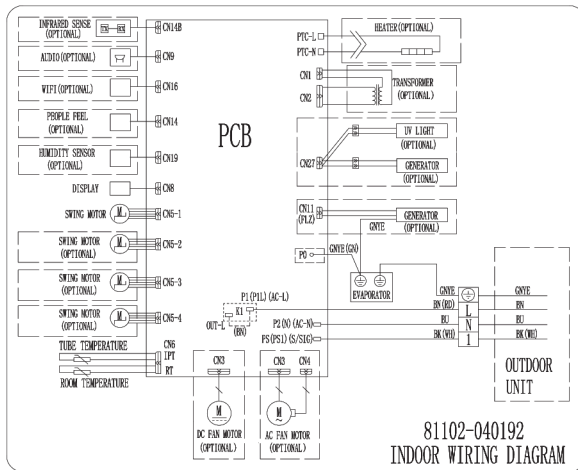 INFRARED SENSE
(OPTIONAL)
CN14B
AUDIO(OPTIONAL)
CN9
WIFI(OPTIONAL)
CN16
PEOPLE FEEL
(OPTIONAL)
CN14
HUMIDITY SENSOR
(OPTIONAL)
CN19
DISPLAY
CN8
SWING MOTOR
M
CN5-1
SWING MOTOR
(OPTIONAL)
M
CN5-2
SWING MOTOR
(OPTIONAL)
M
CN5-3
SWING MOTOR
(OPTIONAL)
M
CN5-4
TUBE TEMPERATURE
CN6
IPT
RT
ROOM TEMPERATURE
PCB
PTC-L
PTC-N
HEATER(OPTIONAL)
CN1
CN2
TRANSFORMER
(OPTIONAL)
CN27
UV LIGHT
(OPTIONAL)
GENERATOR
(OPTIONAL)
CN11
(FLZ)
GENERATOR
(OPTIONAL)
GNYE
P0
GNYE(GN)
EVAPORATOR
P1(P1L)(AC-L)
OUT-L
K1
(BN)
P2(N)(AC-N)
PS(PS1)(S/SIG)
GNYE
BN(RD)
BU
BK(WH)
L
N
1
GNYE
BN
BU
BK(WH)
OUTDOOR
UNIT
CN3
M
DC FAN MOTOR
(OPTIONAL)
CN3
CN4
M
AC FAN MOTOR
(OPTIONAL)
81102-040192
INDOOR WIRING DIAGRAM